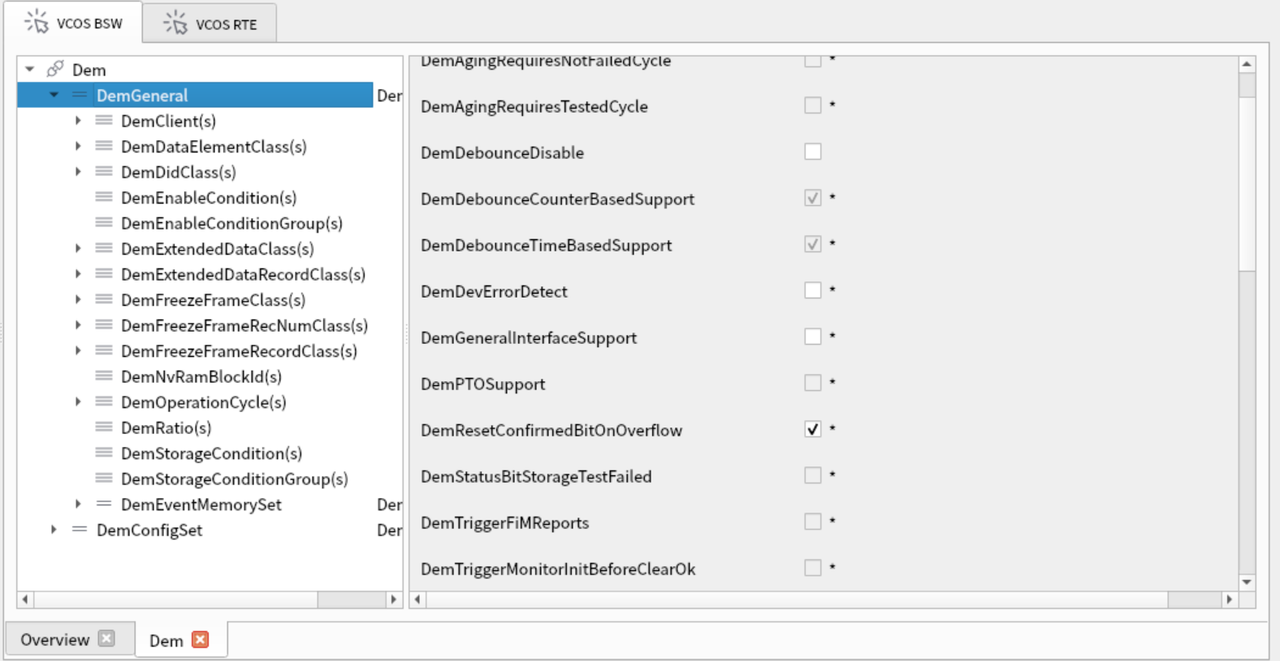 VCOS BSW
VCOS RTE
Dem
DemGeneral Der
DemClient(s)
DemDataElementClass(s)
DemDidClass(s)
DemEnableCondition(s)
DemEnableConditionGroup(s)
DemExtendedDataClass(s)
DemExtendedDataRecordClass(s)
DemFreezeFrameClass(s)
DemFreezeFrameRecNumClass(s)
DemFreezeFrameRecordClass(s)
DemNvRamBlockId(s)
DemOperationCycle(s)
DemRatio(s)
DemStorageCondition(s)
DemStorageConditionGroup(s)
DemEventMemorySet Der
DemConfigSet Der
DemAgingRequiresNotFailedCycle *
DemAgingRequiresTestedCycle *
DemDebounceDisable
DemDebounceCounterBasedSupport *
DemDebounceTimeBasedSupport *
DemDevErrorDetect *
DemGeneralInterfaceSupport *
DemPTOSupport *
DemResetConfirmedBitOnOverflow *
DemStatusBitStorageTestFailed *
DemTriggerFiMReports *
DemTriggerMonitorInitBeforeClearOk *
Overview
Dem